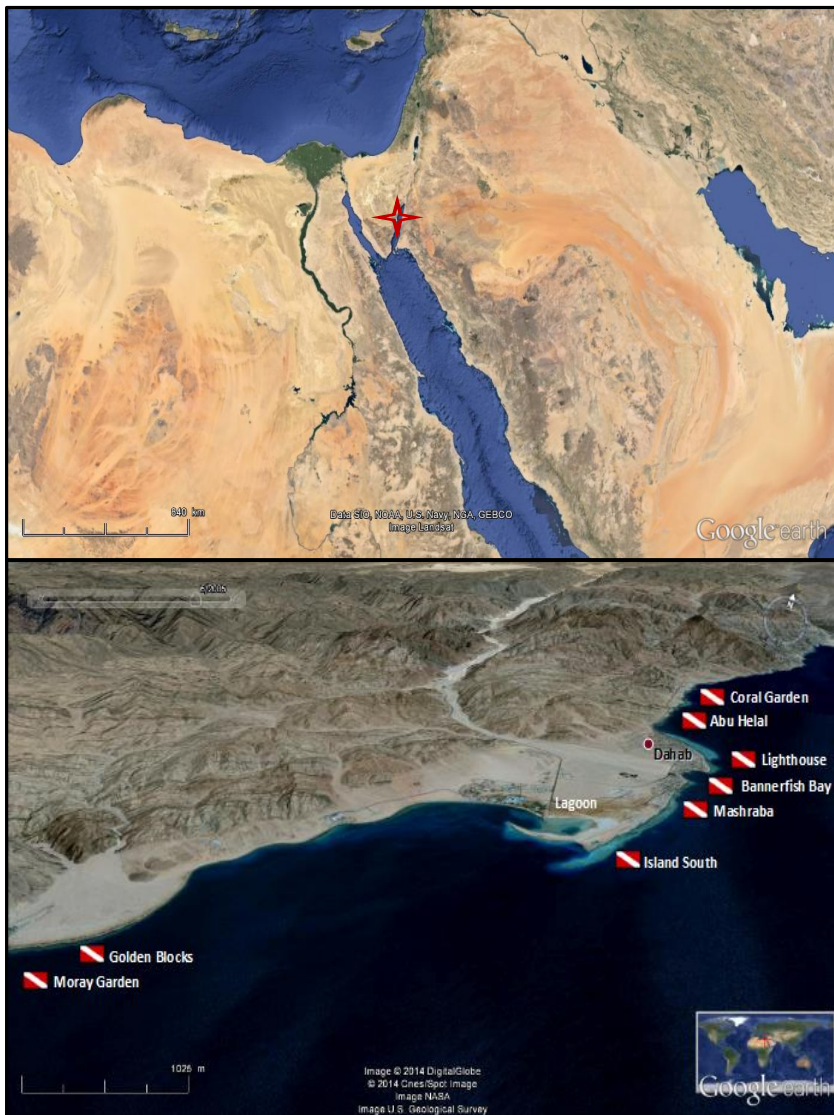 840 km
Data SIO, NOAA, U.S. Navy, NGA, GEBCO
Image Landsat
Google earth
N
Coral Garden
Abu Helal
Dahab
Lighthouse
Bannerfish Bay
Lagoon
Mashraba
Island South
Golden Blocks
Moray Garden
1025 m
Image © 2014 DigitalGlobe
© 2014 Cnes/Spot Image
Image NASA
Image U.S. Geological Survey
Google earth